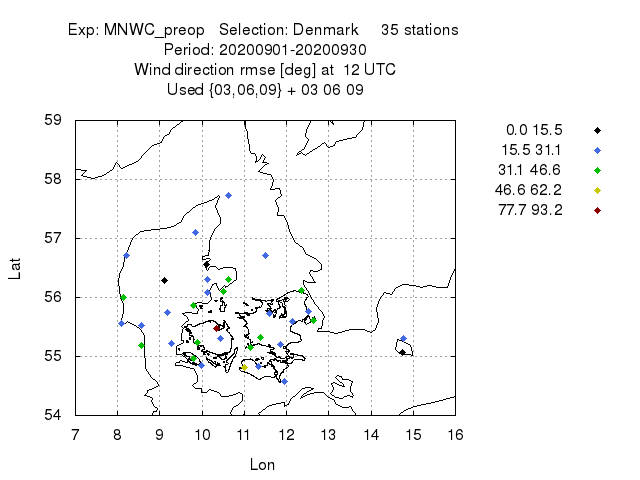 Exp: MNWC_preop Selection: Denmark 35 stations
Period: 20200901-20200930
Wind direction rmse [deg] at 12 UTC
Used {03,06,09} + 03 06 09
0.0 15.5
15.5 31.1
31.1 46.6
46.6 62.2
77.7 93.2
59
58
57
56
55
54
Lat
7 8 9 10 11 12 13 14 15 16
Lon